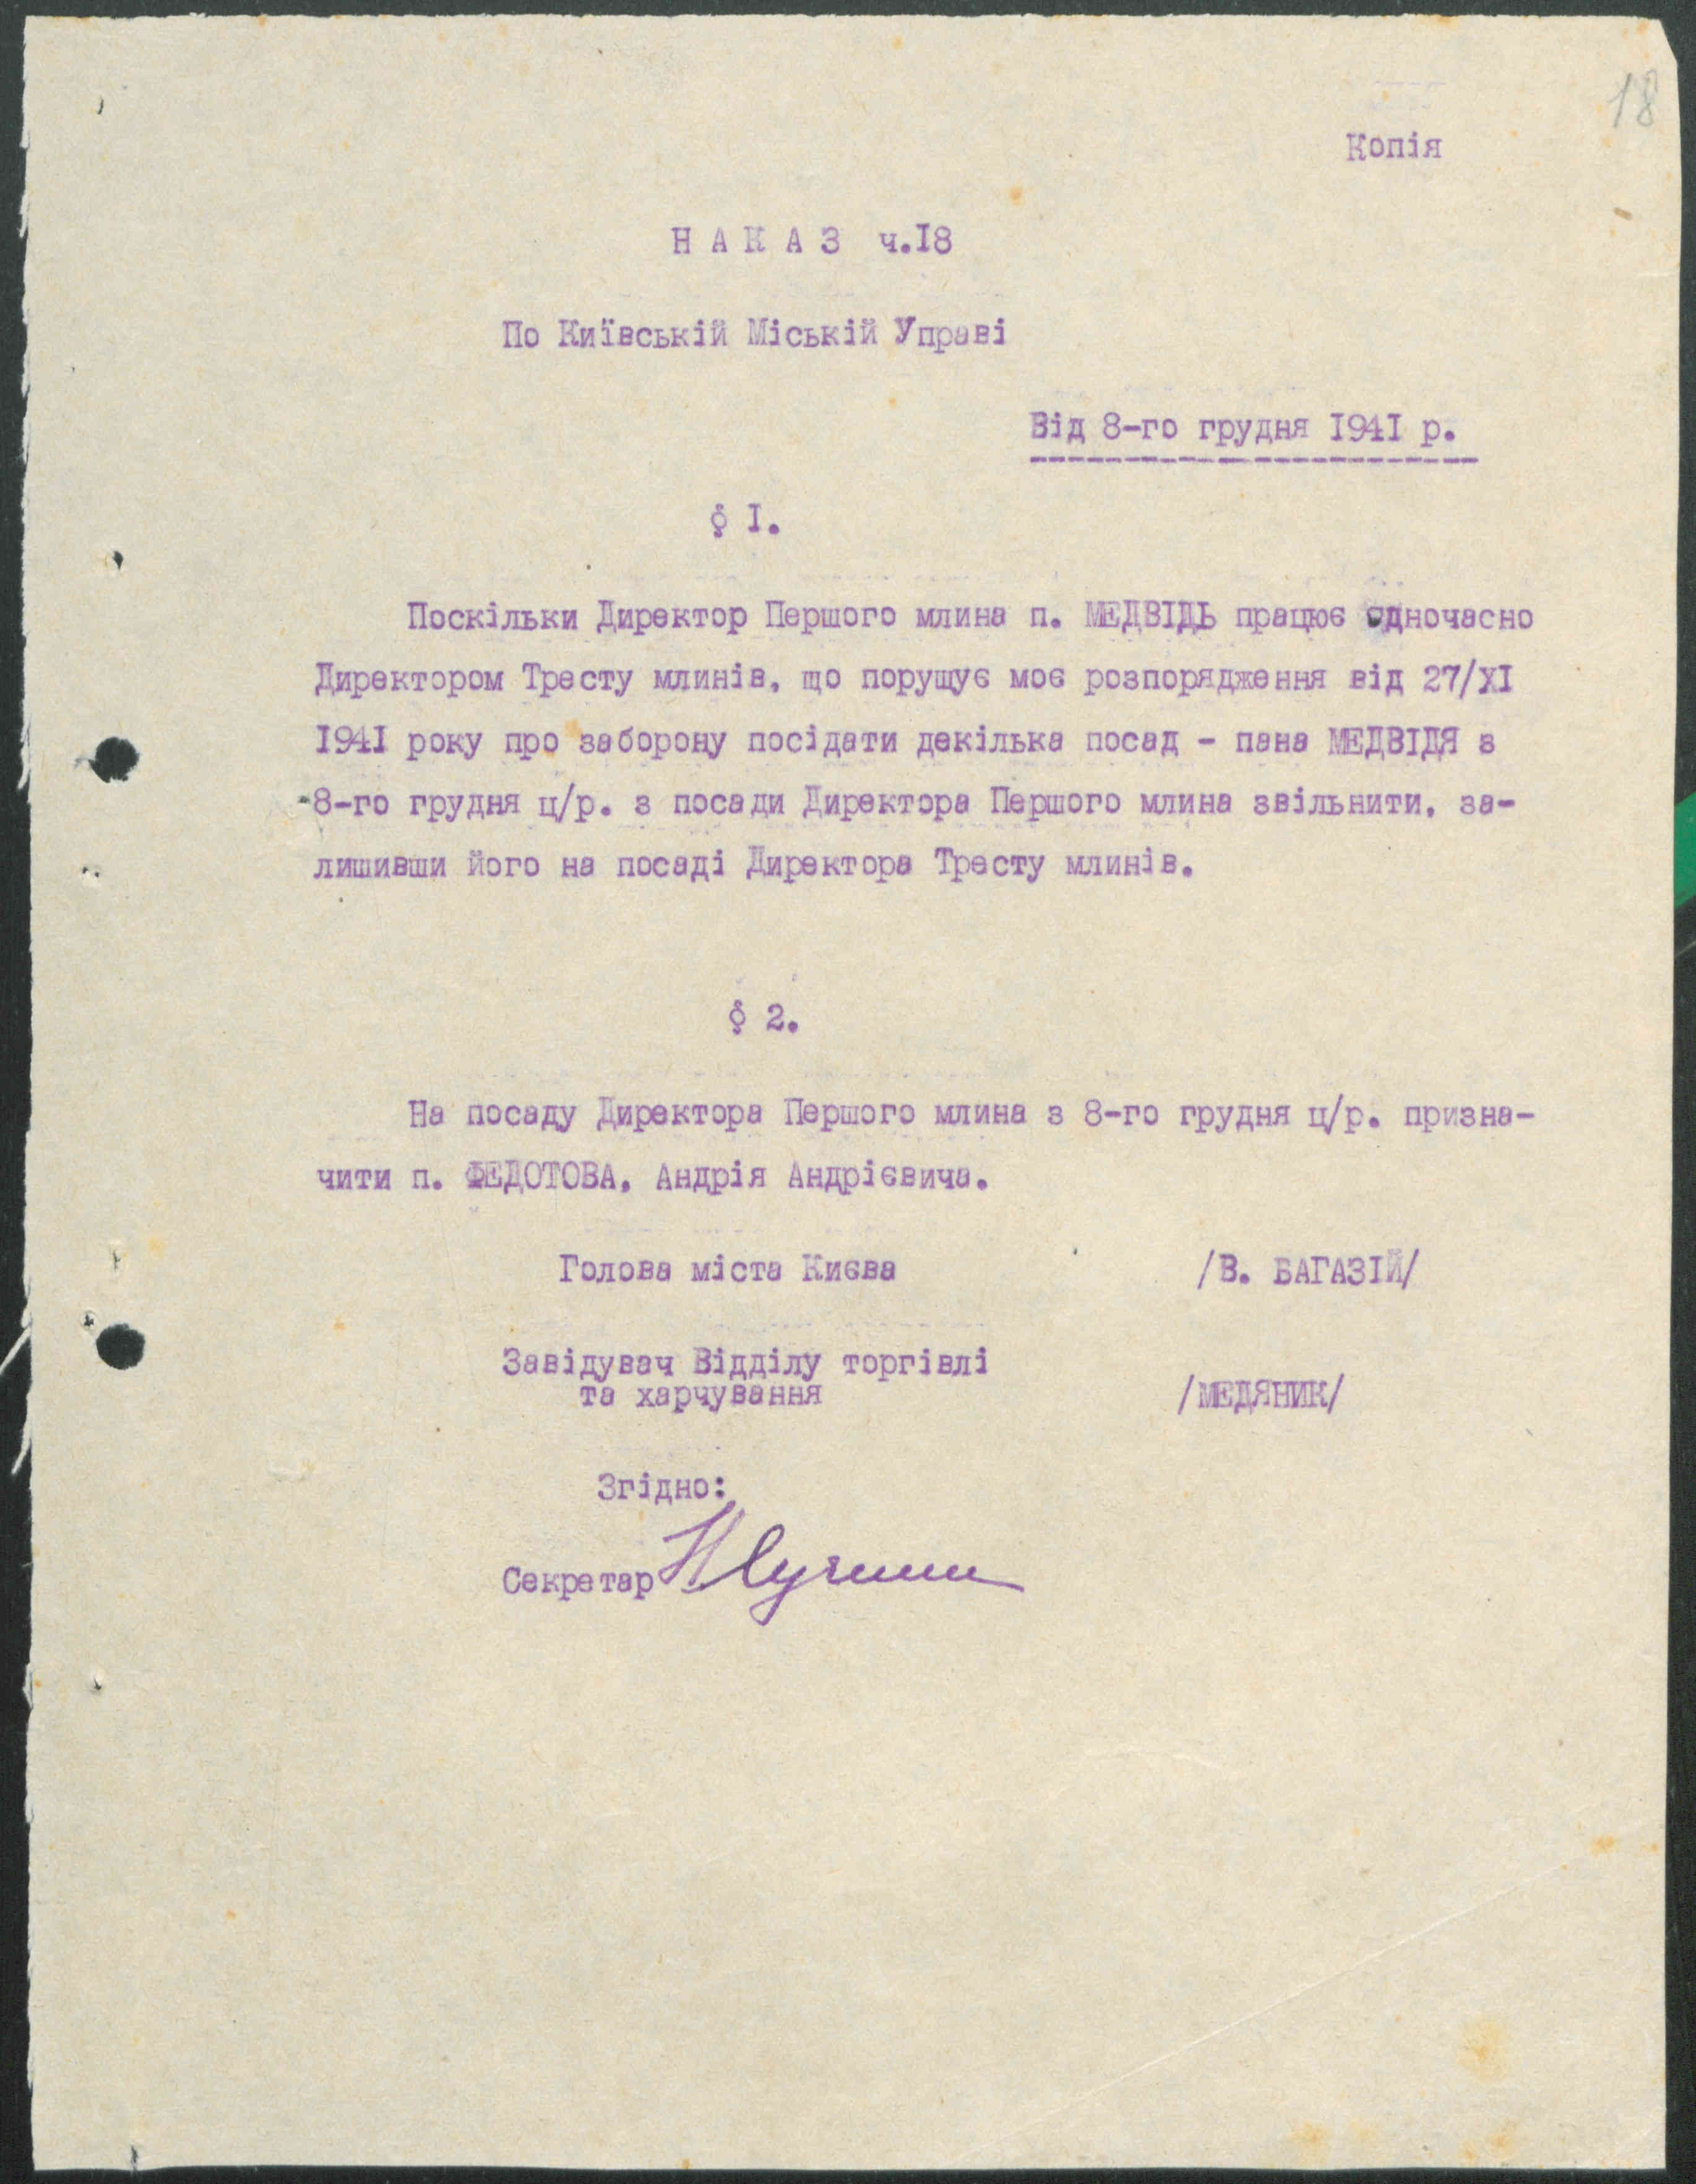 18
Копія
Н А К А З ч.I8
По Київській Міській Управі
Від 8-го грудня I94I р.
§ I.
Поскільки Директор Першого млина п. МЕДВІДЬ працює одночасно
Директором Тресту млинів, що порушує моє розпорядження від 27/XI
I94I року про заборону посідати декілька посад - пана МЕДВІДЯ з
8-го грудня ц/р. з посади Директора Першого млина звільнити, за-
лишивши його на посаді Директора Тресту млинів.
§ 2.
На посаду Директора Першого млина з 8-го грудня ц/р. призна-
чити п. ФЕДОТОВА, Андрія Андрієвича.
Голова міста Києва /В. БАГАЗІЙ/
Завідувач Відділу торгівлі
та харчування /МЕДЯНИК/
Згідно:
Секретар